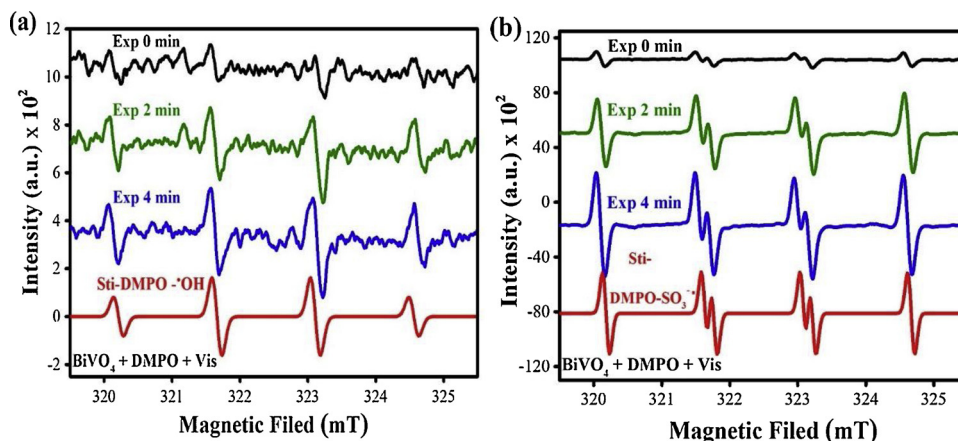 (a)
12
10
8
6
4
2
0
-2
Intensity (a.u.) x 10²
Exp 0 min
Exp 2 min
Exp 4 min
Sti-DMPO -•OH
BiVO₄ + DMPO + Vis
320 321 322 323 324 325
Magnetic Filed (mT)
(b)
120
80
40
0
-40
-80
-110
Intensity (a.u.) × 10²
Exp 0 min
Exp 2 min
Exp 4 min
Sti-
DMPO-SO₃⁻•
BiVO₄ + DMPO + Vis
320 321 322 323 324 325
Magnetic Filed (mT)